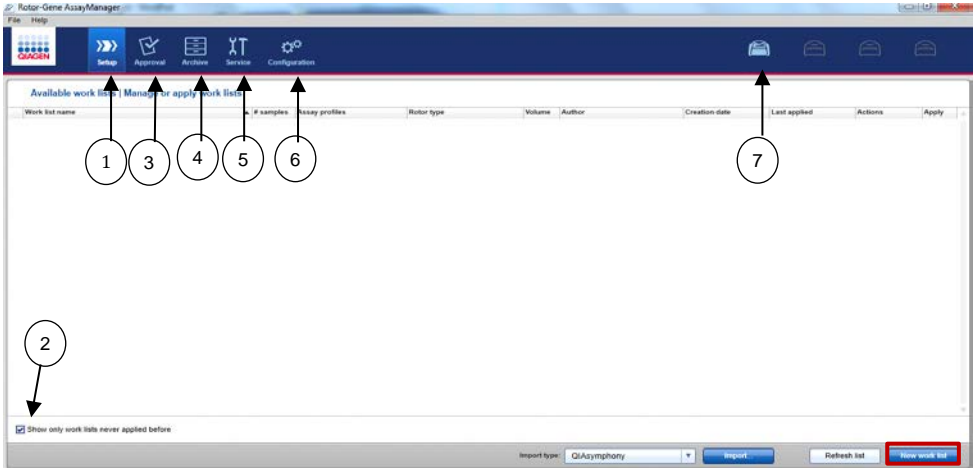 Rotor-Gene AssayManager
File Help
QIAGEN
Setup Approval Archive Service Configuration
Available work lists | Manage or apply work lists
Work list name # samples Assay profiles Rotor type Volume Author Creation date Last applied Actions Apply
1 3 4 5 6 7
2
Show only work lists never applied before
Import type: QIAsymphony Import... Refresh list New work list